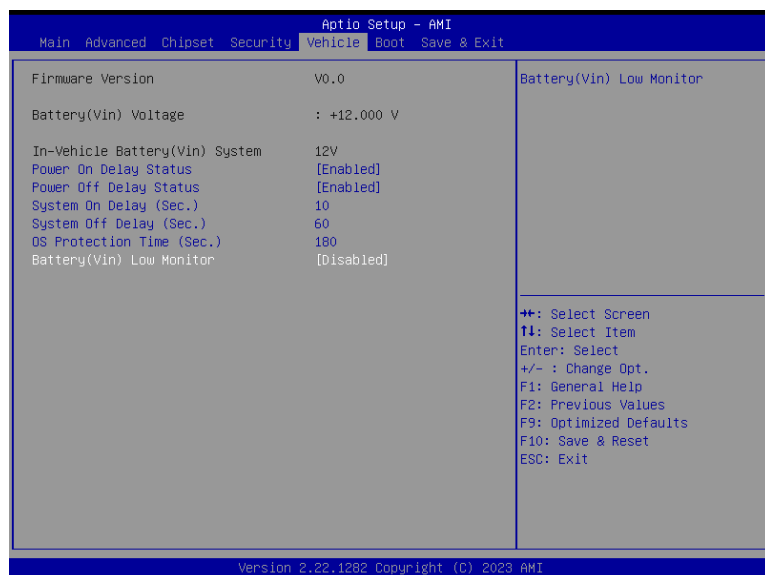 Aptio Setup - AMI
Main Advanced Chipset Security Vehicle Boot Save & Exit
Firmware Version V0.0
Battery(Vin) Voltage : +12.000 V
In-Vehicle Battery(Vin) System 12V
Power On Delay Status [Enabled]
Power Off Delay Status [Enabled]
System On Delay (Sec.) 10
System Off Delay (Sec.) 60
OS Protection Time (Sec.) 180
Battery(Vin) Low Monitor [Disabled]
Battery(Vin) Low Monitor
→←: Select Screen
↑↓: Select Item
Enter: Select
+/- : Change Opt.
F1: General Help
F2: Previous Values
F9: Optimized Defaults
F10: Save & Reset
ESC: Exit
Version 2.22.1282 Copyright (C) 2023 AMI